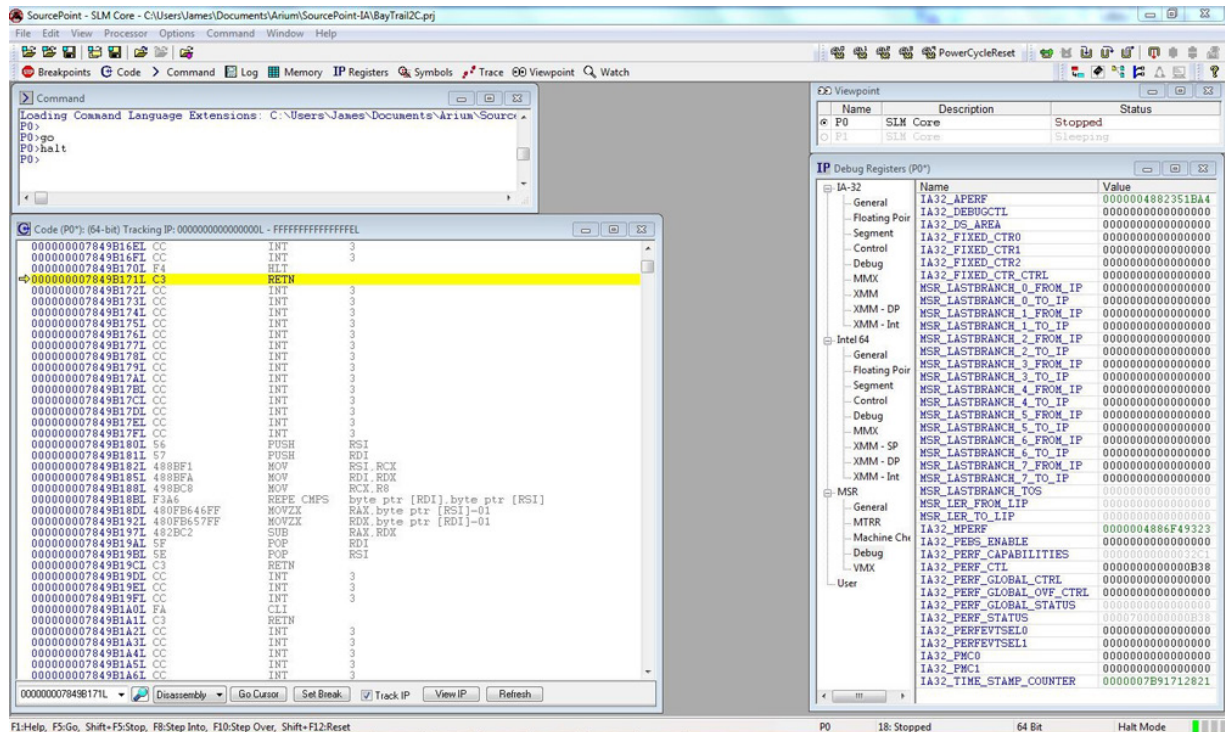 SourcePoint - SLM Core - C:\Users\James\Documents\Arium\SourcePoint-IA\BayTrail2C.prj
File Edit View Processor Options Command Window Help
PowerCycleReset
Breakpoints Code Command Log Memory IP Registers Symbols Trace Viewpoint Watch
Command
Loading Command Language Extensions: C:\Users\James\Documents\Arium\Source
P0>
P0>go
P0>halt
P0>
Code (P0*): (64-bit) Tracking IP: 0000000000000000L - FFFFFFFFFFFFFFFEL
000000007849B16EL CC INT 3
000000007849B16FL CC INT 3
000000007849B170L F4 HLT
000000007849B171L C3 RETN
000000007849B172L CC INT 3
000000007849B173L CC INT 3
000000007849B174L CC INT 3
000000007849B175L CC INT 3
000000007849B176L CC INT 3
000000007849B177L CC INT 3
000000007849B178L CC INT 3
000000007849B179L CC INT 3
000000007849B17AL CC INT 3
000000007849B17BL CC INT 3
000000007849B17CL CC INT 3
000000007849B17DL CC INT 3
000000007849B17EL CC INT 3
000000007849B17FL CC INT 3
000000007849B180L 56 PUSH RSI
000000007849B181L 57 PUSH RDI
000000007849B182L 488BF1 MOV RSI,RCX
000000007849B185L 488BFA MOV RDI,RDX
000000007849B188L 498BC8 MOV RCX,R8
000000007849B18BL F3A6 REPE CMPS byte ptr [RDI],byte ptr [RSI]
000000007849B18DL 480FB646FF MOVZX RAX,byte ptr [RSI]-01
000000007849B192L 480FB657FF MOVZX RDX,byte ptr [RDI]-01
000000007849B197L 482BC2 SUB RAX,RDX
000000007849B19AL 5F POP RDI
000000007849B19BL 5E POP RSI
000000007849B19CL C3 RETN
000000007849B19DL CC INT 3
000000007849B19EL CC INT 3
000000007849B19FL CC INT 3
000000007849B1A0L FA CLI
000000007849B1A1L C3 RETN
000000007849B1A2L CC INT 3
000000007849B1A3L CC INT 3
000000007849B1A4L CC INT 3
000000007849B1A5L CC INT 3
000000007849B1A6L CC INT 3
000000007849B171L Disassembly Go Cursor Set Break Track IP View IP Refresh
Viewpoint
Name Description Status
P0 SLM Core Stopped
P1 SLM Core Sleeping
IP Debug Registers (P0*)
IA-32
General
Floating Poir
Segment
Control
Debug
MMX
XMM
XMM - DP
XMM - Int
Intel 64
General
Floating Poir
Segment
Control
Debug
MMX
XMM - SP
XMM - DP
XMM - Int
MSR
General
MTRR
Machine Che
Debug
VMX
User
Name Value
IA32_APERF 0000004882351BA4
IA32_DEBUGCTL 0000000000000000
IA32_DS_AREA 0000000000000000
IA32_FIXED_CTR0 0000000000000000
IA32_FIXED_CTR1 0000000000000000
IA32_FIXED_CTR2 0000000000000000
IA32_FIXED_CTR_CTRL 0000000000000000
MSR_LASTBRANCH_0_FROM_IP 0000000000000000
MSR_LASTBRANCH_0_TO_IP 0000000000000000
MSR_LASTBRANCH_1_FROM_IP 0000000000000000
MSR_LASTBRANCH_1_TO_IP 0000000000000000
MSR_LASTBRANCH_2_FROM_IP 0000000000000000
MSR_LASTBRANCH_2_TO_IP 0000000000000000
MSR_LASTBRANCH_3_FROM_IP 0000000000000000
MSR_LASTBRANCH_3_TO_IP 0000000000000000
MSR_LASTBRANCH_4_FROM_IP 0000000000000000
MSR_LASTBRANCH_4_TO_IP 0000000000000000
MSR_LASTBRANCH_5_FROM_IP 0000000000000000
MSR_LASTBRANCH_5_TO_IP 0000000000000000
MSR_LASTBRANCH_6_FROM_IP 0000000000000000
MSR_LASTBRANCH_6_TO_IP 0000000000000000
MSR_LASTBRANCH_7_FROM_IP 0000000000000000
MSR_LASTBRANCH_7_TO_IP 0000000000000000
MSR_LASTBRANCH_TOS 0000000000000000
MSR_LER_FROM_LIP 0000000000000000
MSR_LER_TO_LIP 0000000000000000
IA32_MPERF 0000004886F49323
IA32_PEBS_ENABLE 0000000000000000
IA32_PERF_CAPABILITIES 00000000000032C1
IA32_PERF_CTL 0000000000000B38
IA32_PERF_GLOBAL_CTRL 0000000000000000
IA32_PERF_GLOBAL_OVF_CTRL 0000000000000000
IA32_PERF_GLOBAL_STATUS 0000000000000000
IA32_PERF_STATUS 0000700000000B38
IA32_PERFEVTSEL0 0000000000000000
IA32_PERFEVTSEL1 0000000000000000
IA32_PMC0 0000000000000000
IA32_PMC1 0000000000000000
IA32_TIME_STAMP_COUNTER 0000007B91712821
F1:Help, F5:Go, Shift+F5:Stop, F8:Step Into, F10:Step Over, Shift+F12:Reset P0 18: Stopped 64 Bit Halt Mode